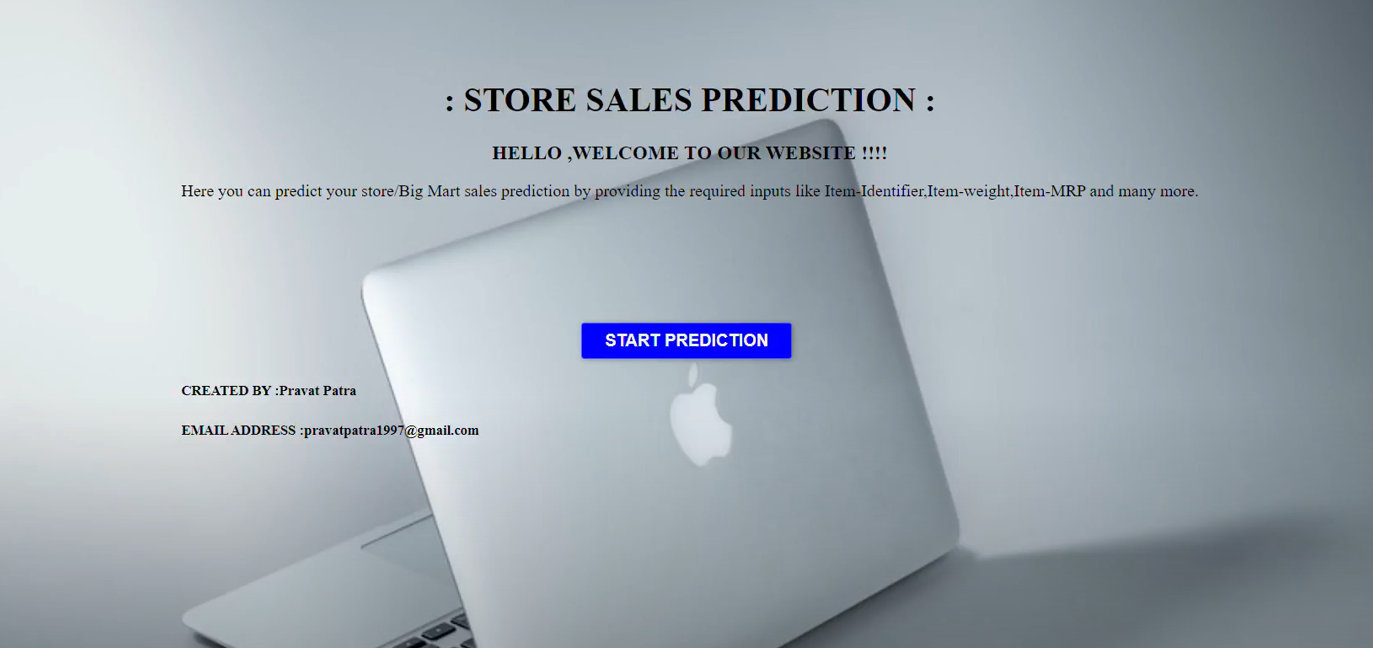 : STORE SALES PREDICTION :
HELLO ,WELCOME TO OUR WEBSITE !!!!
Here you can predict your store/Big Mart sales prediction by providing the required inputs like Item-Identifier,Item-weight,Item-MRP and many more.
START PREDICTION
CREATED BY :Pravat Patra
EMAIL ADDRESS :pravatpatra1997@gmail.com